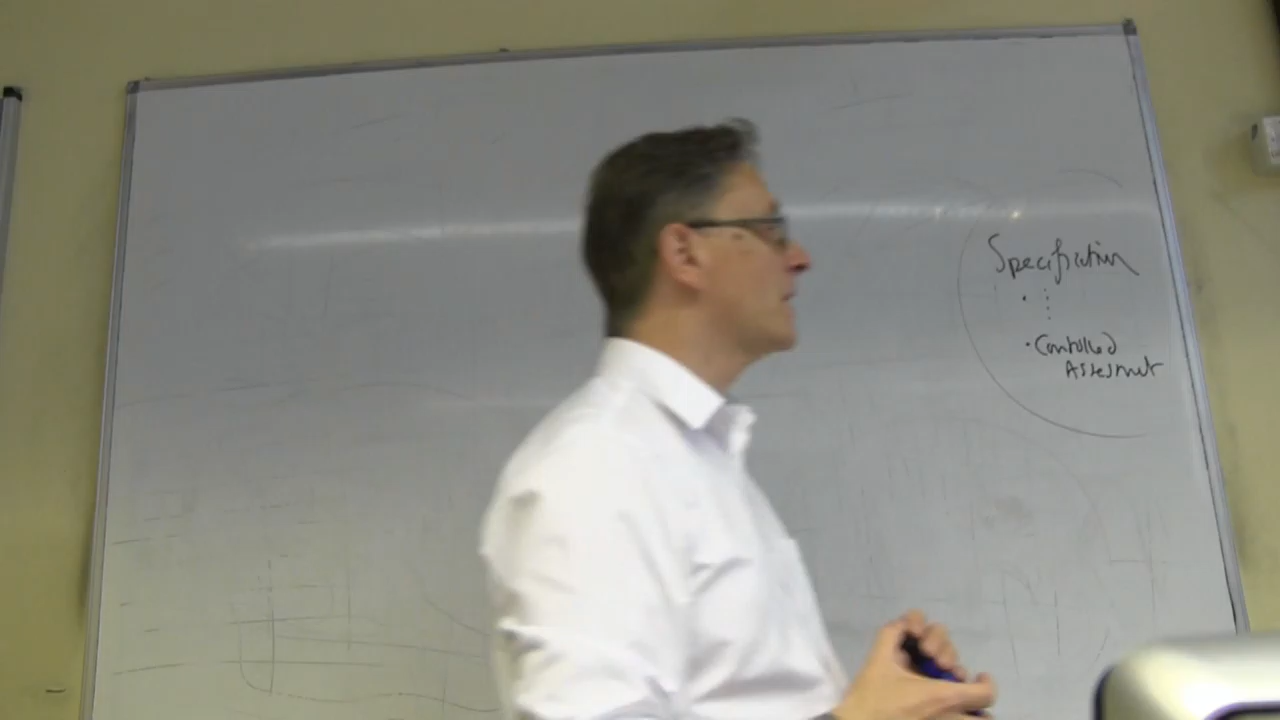 Specification
· Controlled
Assessment